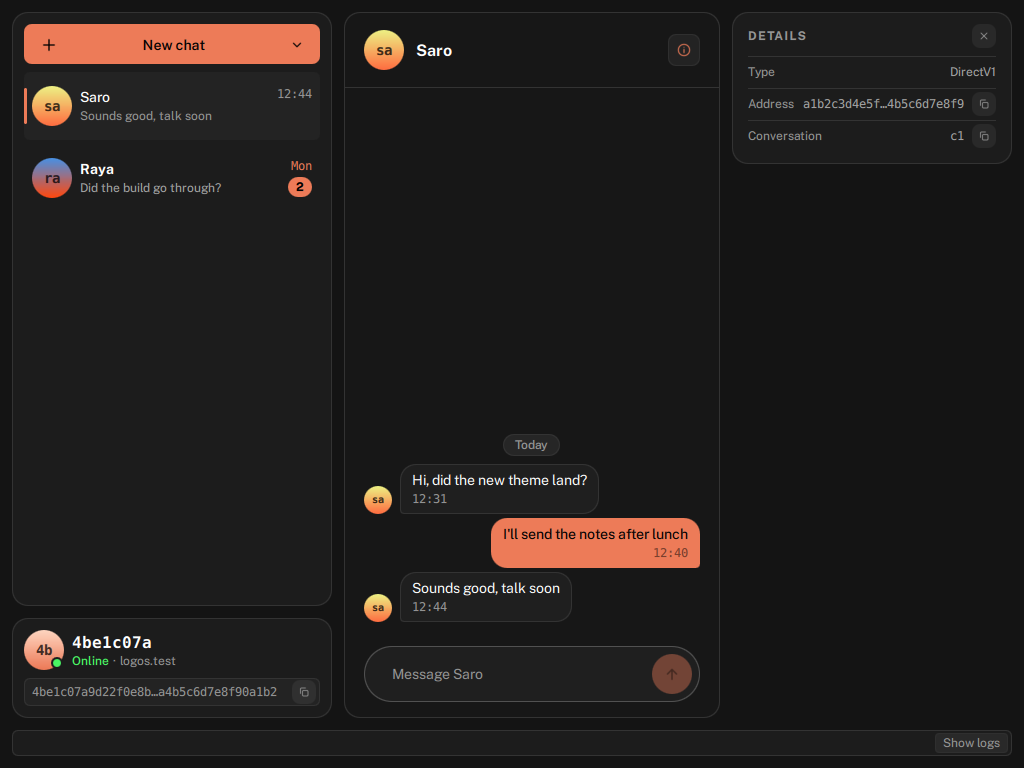 New chat
sa
Saro
12:44
Sounds good, talk soon
ra
Raya
Mon
Did the build go through?
2
4b
4be1c07a
Online · logos.test
4be1c07a9d22f0e8b…a4b5c6d7e8f90a1b2
sa
Saro
Today
Hi, did the new theme land?
sa
12:31
I'll send the notes after lunch
12:40
Sounds good, talk soon
sa
12:44
Message Saro
DETAILS
Type DirectV1
Address a1b2c3d4e5f…4b5c6d7e8f9
Conversation c1
Show logs